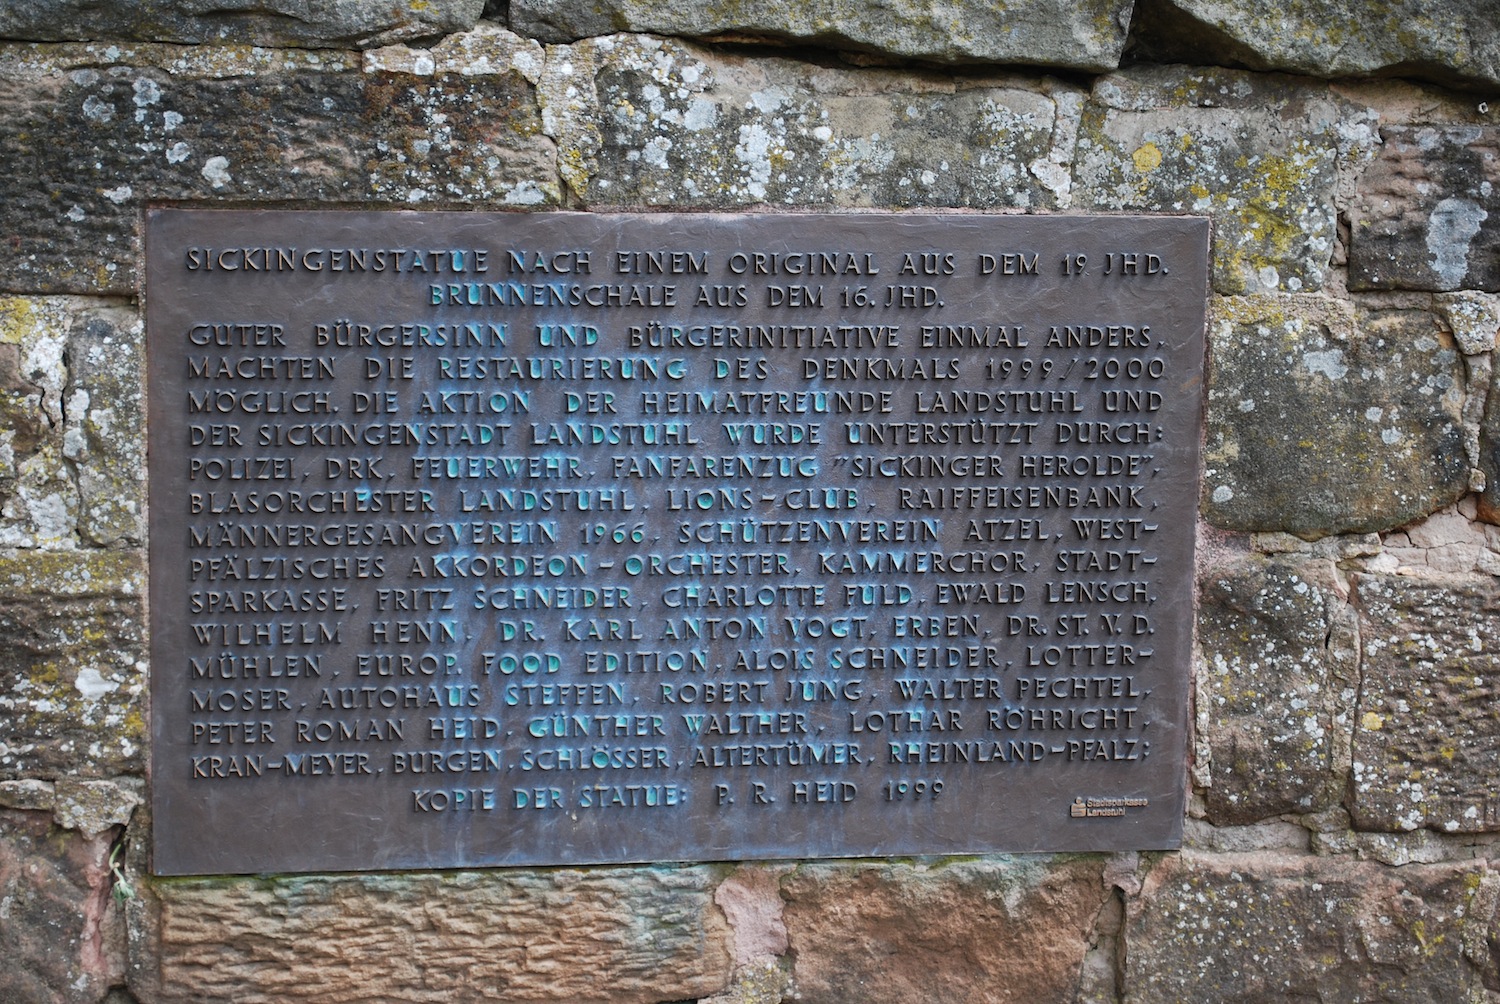 SICKINGENSTATUE NACH EINEM ORIGINAL AUS DEM 19. JHD.
BRUNNENSCHALE AUS DEM 16. JHD.
GUTER BÜRGERSINN UND BÜRGERINITIATIVE EINMAL ANDERS,
MACHTEN DIE RESTAURIERUNG DES DENKMALS 1999/2000
MÖGLICH. DIE AKTION DER HEIMATFREUNDE LANDSTUHL UND
DER SICKINGENSTADT LANDSTUHL WURDE UNTERSTÜTZT DURCH:
POLIZEI, DRK, FEUERWEHR, FANFARENZUG "SICKINGER HEROLDE",
BLASORCHESTER LANDSTUHL, LIONS-CLUB, RAIFFEISENBANK,
MÄNNERGESANGVEREIN 1966, SCHÜTZENVEREIN ATZEL, WEST-
PFÄLZISCHES AKKORDEON-ORCHESTER, KAMMERCHOR, STADT-
SPARKASSE, FRITZ SCHNEIDER, CHARLOTTE FULD, EWALD LENSCH,
WILHELM HENN, DR. KARL ANTON VOGT, ERBEN, DR. ST. V. D.
MÜHLEN, EUROP. FOOD EDITION, ALOIS SCHNEIDER, LOTTER-
MOSER, AUTOHAUS STEFFEN, ROBERT JUNG, WALTER PECHTEL,
PETER ROMAN HEID, GÜNTHER WALTHER, LOTHAR RÖHRICHT,
KRAN-MEYER, BURGEN, SCHLÖSSER, ALTERTÜMER, RHEINLAND-PFALZ;
KOPIE DER STATUE: P. R. HEID 1999
Stadtsparkasse
Landstuhl